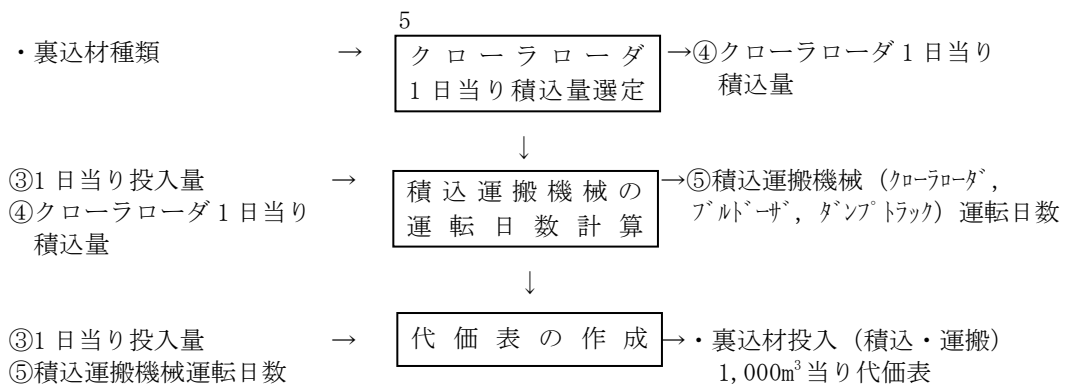 5
・裏込材種類 → クローラローダ →④クローラローダ1日当り
1日当り積込量選定 積込量
↓
③1日当り投入量 → 積込運搬機械の →⑤積込運搬機械（ｸﾛｰﾗﾛｰﾀﾞ，
④クローラローダ1日当り 運転日数計算 ﾌﾞﾙﾄﾞｰｻﾞ，ﾀﾞﾝﾌﾟﾄﾗｯｸ）運転日数
積込量
↓
③1日当り投入量 → 代価表の作成 →・裏込材投入（積込・運搬）
⑤積込運搬機械運転日数 1,000m³当り代価表